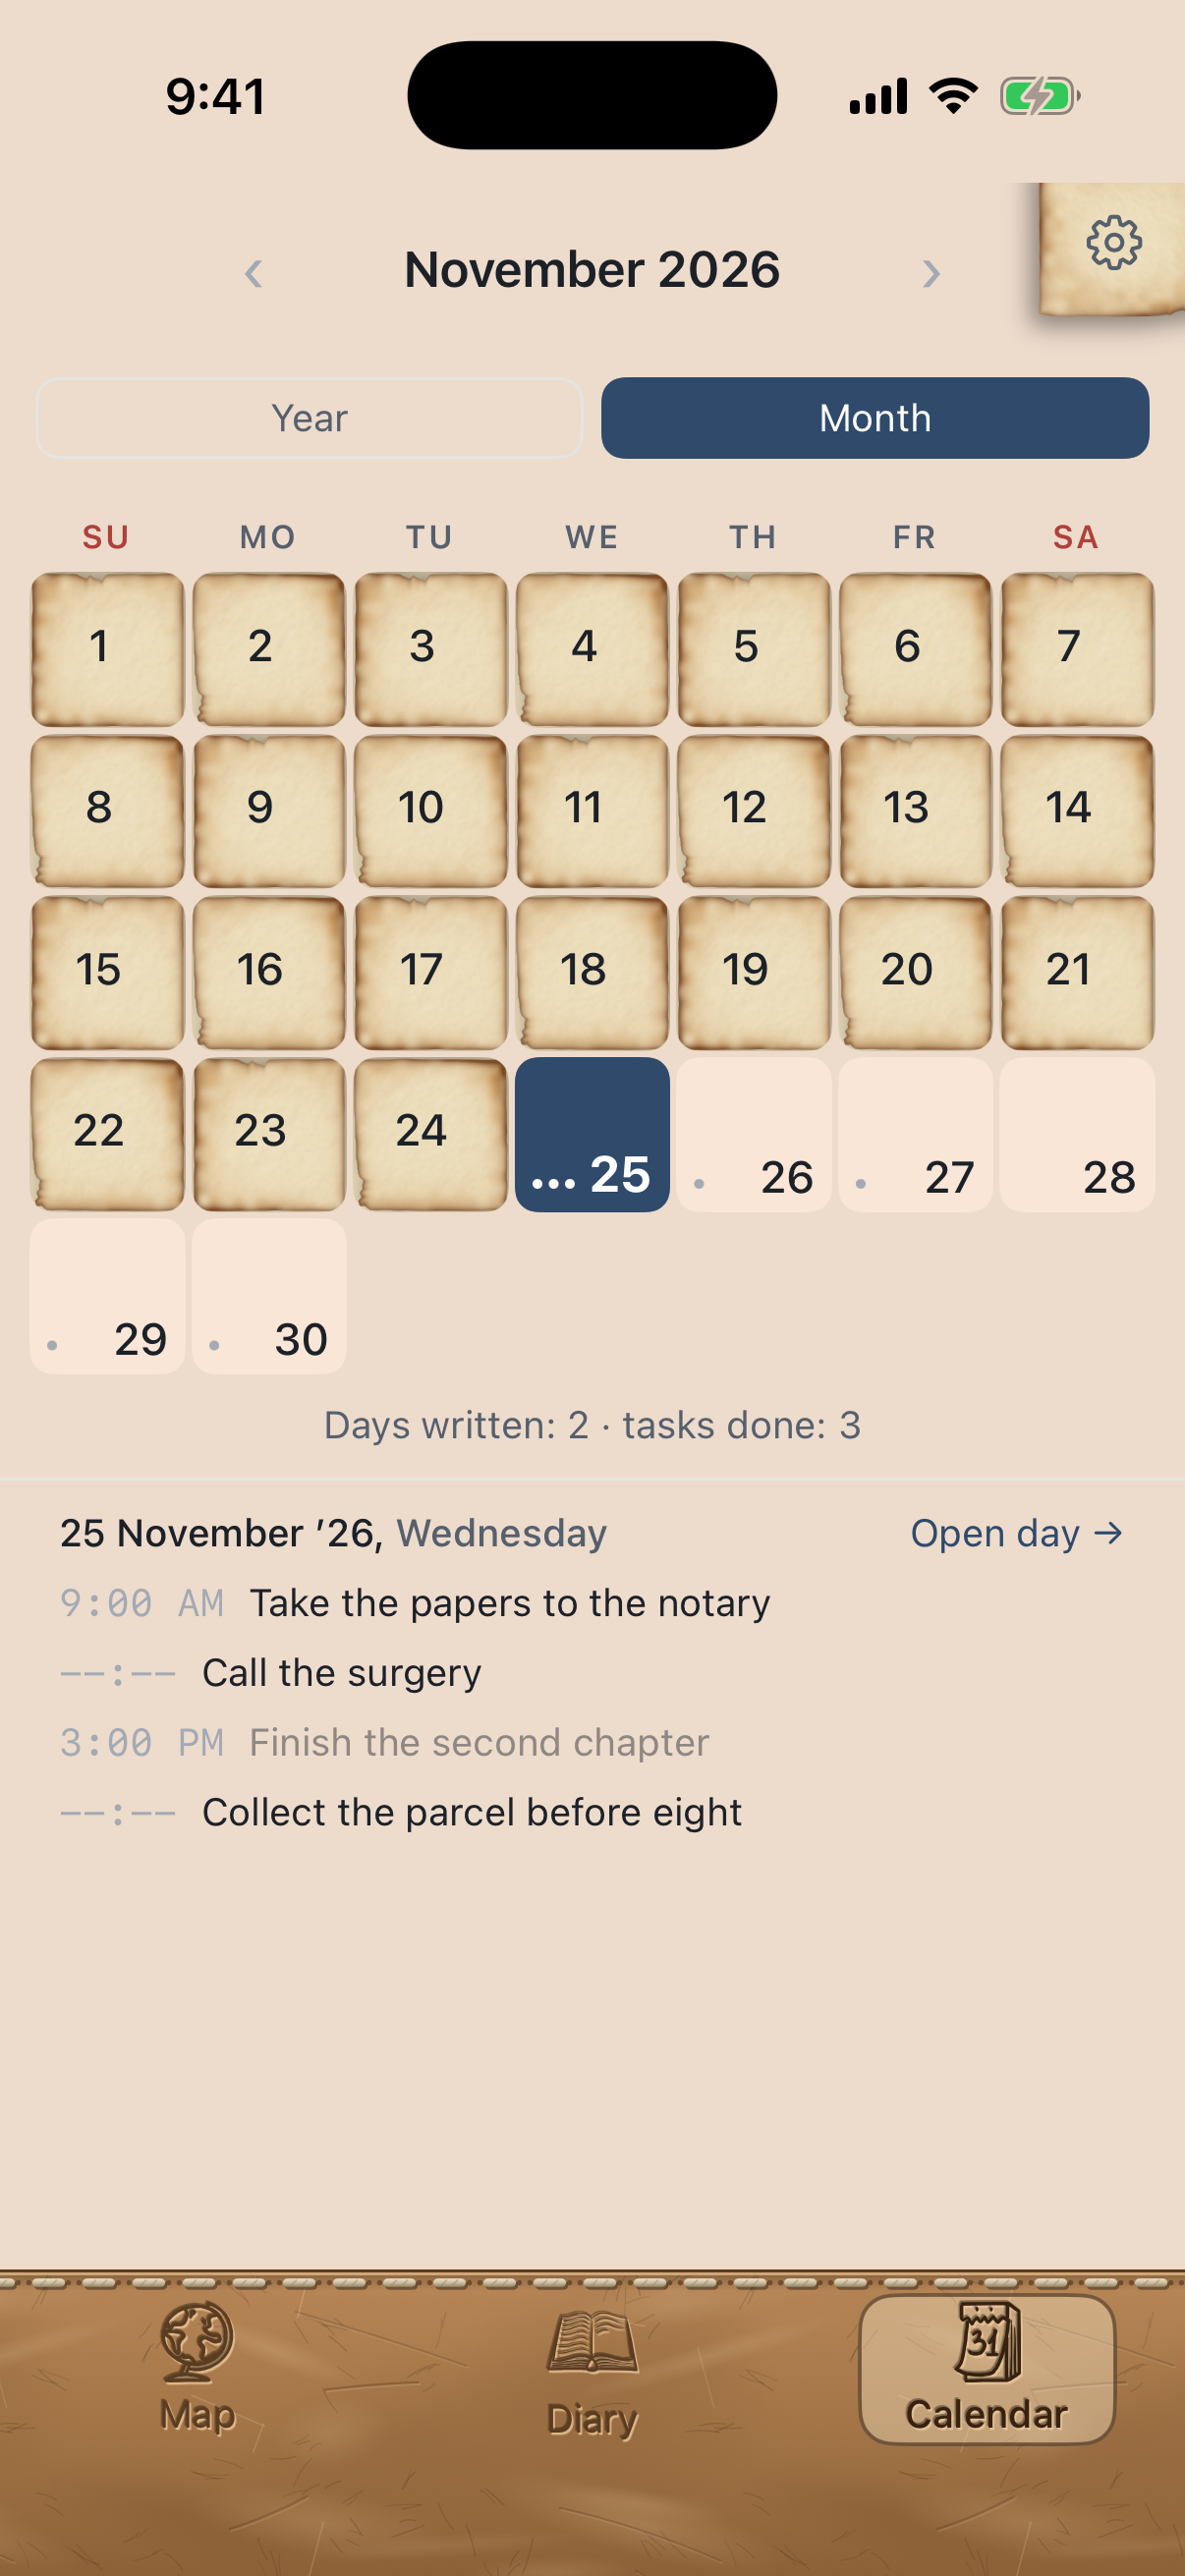 9:41
‹ November 2026 ›
Year Month
SU MO TU WE TH FR SA
1 2 3 4 5 6 7
8 9 10 11 12 13 14
15 16 17 18 19 20 21
22 23 24 ... 25 . 26 . 27 28
. 29 . 30
Days written: 2 · tasks done: 3
25 November ’26, Wednesday Open day →
9:00 AM Take the papers to the notary
--:-- Call the surgery
3:00 PM Finish the second chapter
--:-- Collect the parcel before eight
31
Map Diary Calendar